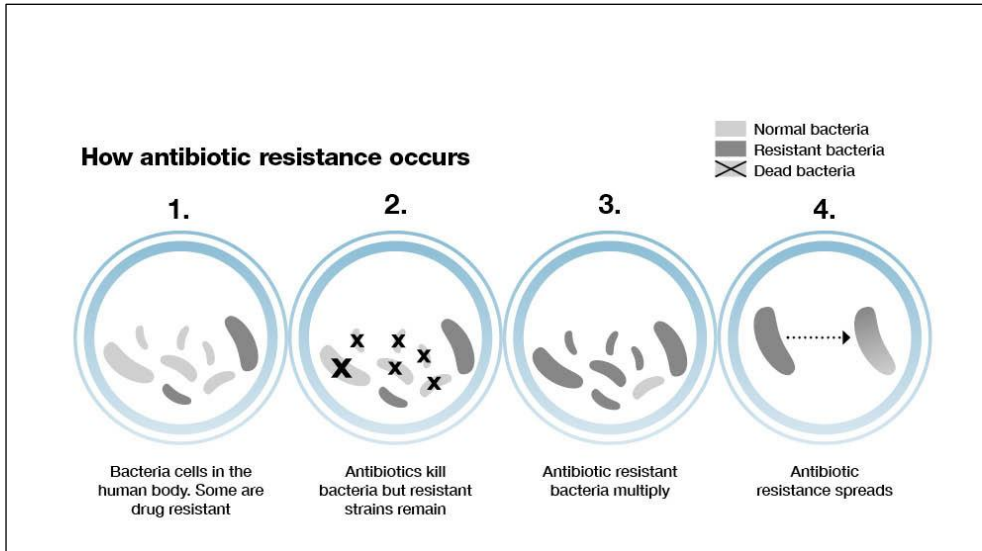 How antibiotic resistance occurs
Normal bacteria
Resistant bacteria
Dead bacteria
1.
2.
3.
4.
x
x
x
x
x
x
Bacteria cells in the
human body. Some are
drug resistant
Antibiotics kill
bacteria but resistant
strains remain
Antibiotic resistant
bacteria multiply
Antibiotic
resistance spreads